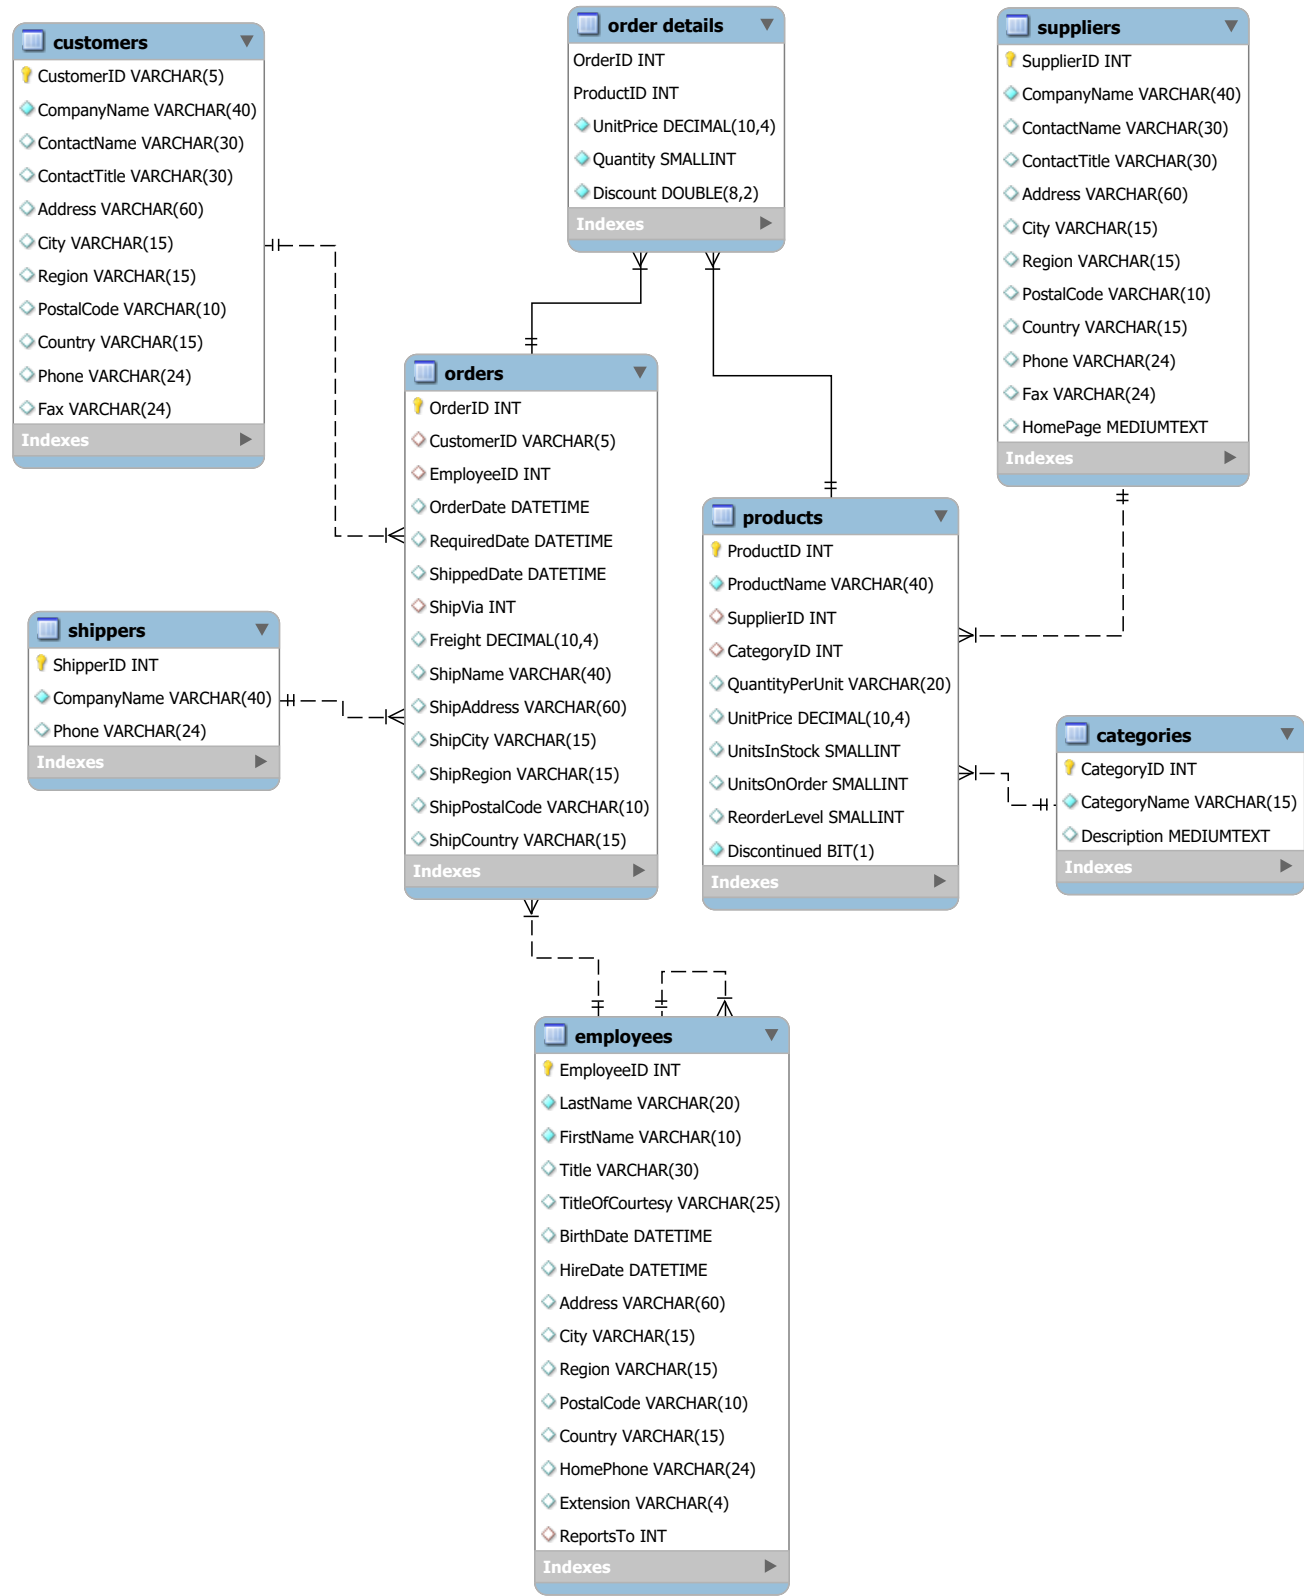 customers
CustomerID VARCHAR(5)
CompanyName VARCHAR(40)
ContactName VARCHAR(30)
ContactTitle VARCHAR(30)
Address VARCHAR(60)
City VARCHAR(15)
Region VARCHAR(15)
PostalCode VARCHAR(10)
Country VARCHAR(15)
Phone VARCHAR(24)
Fax VARCHAR(24)
Indexes
order details
OrderID INT
ProductID INT
UnitPrice DECIMAL(10,4)
Quantity SMALLINT
Discount DOUBLE(8,2)
Indexes
suppliers
SupplierID INT
CompanyName VARCHAR(40)
ContactName VARCHAR(30)
ContactTitle VARCHAR(30)
Address VARCHAR(60)
City VARCHAR(15)
Region VARCHAR(15)
PostalCode VARCHAR(10)
Country VARCHAR(15)
Phone VARCHAR(24)
Fax VARCHAR(24)
HomePage MEDIUMTEXT
Indexes
orders
OrderID INT
CustomerID VARCHAR(5)
EmployeeID INT
OrderDate DATETIME
RequiredDate DATETIME
ShippedDate DATETIME
ShipVia INT
Freight DECIMAL(10,4)
ShipName VARCHAR(40)
ShipAddress VARCHAR(60)
ShipCity VARCHAR(15)
ShipRegion VARCHAR(15)
ShipPostalCode VARCHAR(10)
ShipCountry VARCHAR(15)
Indexes
products
ProductID INT
ProductName VARCHAR(40)
SupplierID INT
CategoryID INT
QuantityPerUnit VARCHAR(20)
UnitPrice DECIMAL(10,4)
UnitsInStock SMALLINT
UnitsOnOrder SMALLINT
ReorderLevel SMALLINT
Discontinued BIT(1)
Indexes
shippers
ShipperID INT
CompanyName VARCHAR(40)
Phone VARCHAR(24)
Indexes
categories
CategoryID INT
CategoryName VARCHAR(15)
Description MEDIUMTEXT
Indexes
employees
EmployeeID INT
LastName VARCHAR(20)
FirstName VARCHAR(10)
Title VARCHAR(30)
TitleOfCourtesy VARCHAR(25)
BirthDate DATETIME
HireDate DATETIME
Address VARCHAR(60)
City VARCHAR(15)
Region VARCHAR(15)
PostalCode VARCHAR(10)
Country VARCHAR(15)
HomePhone VARCHAR(24)
Extension VARCHAR(4)
ReportsTo INT
Indexes